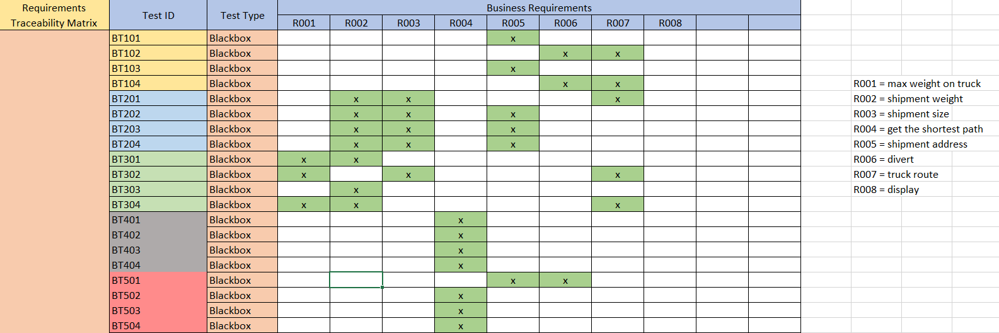 Requirements Traceability Matrix Test ID Test Type Business Requirements
R001 R002 R003 R004 R005 R006 R007 R008
BT101 Blackbox x
BT102 Blackbox x x
BT103 Blackbox x
BT104 Blackbox x x R001 = max weight on truck
BT201 Blackbox x x x R002 = shipment weight
BT202 Blackbox x x x R003 = shipment size
BT203 Blackbox x x x R004 = get the shortest path
BT204 Blackbox x x x R005 = shipment address
BT301 Blackbox x x R006 = divert
BT302 Blackbox x x x R007 = truck route
BT303 Blackbox x R008 = display
BT304 Blackbox x x x
BT401 Blackbox x
BT402 Blackbox x
BT403 Blackbox x
BT404 Blackbox x
BT501 Blackbox x x
BT502 Blackbox x
BT503 Blackbox x
BT504 Blackbox x